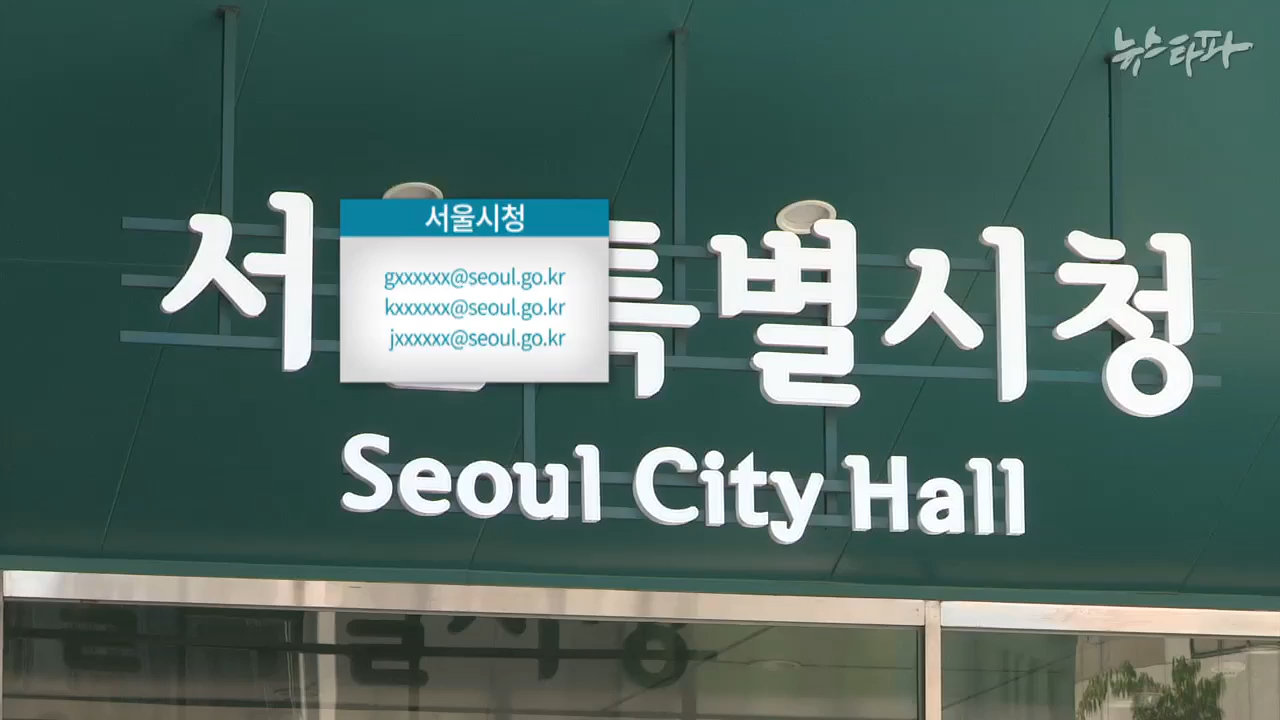 뉴스타파
서울시청
gxxxxxx@seoul.go.kr
kxxxxxx@seoul.go.kr
jxxxxxx@seoul.go.kr
서 특별시청
Seoul City Hall